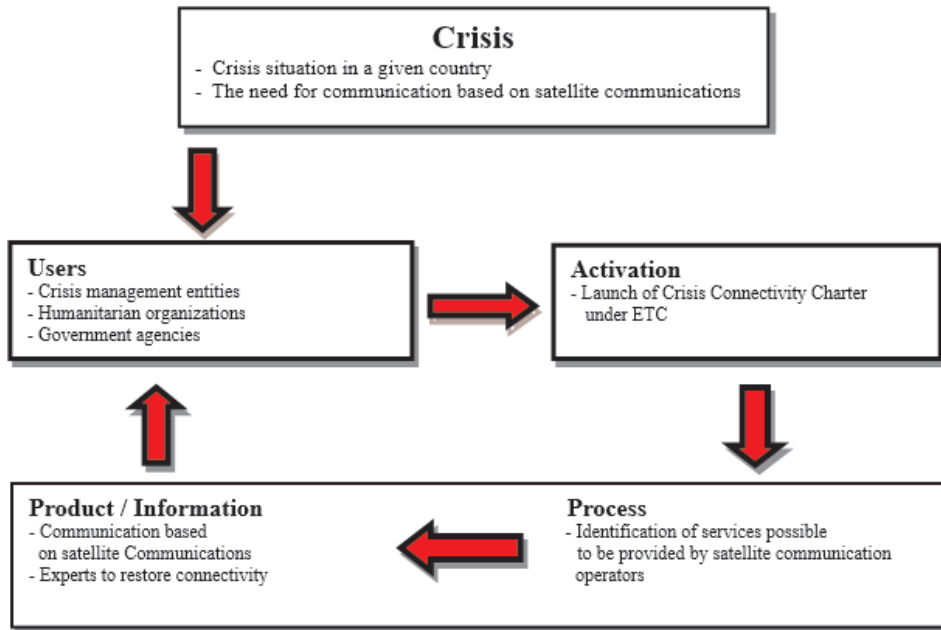 Crisis
- Crisis situation in a given country
- The need for communication based on satellite communications
Users
- Crisis management entities
- Humanitarian organizations
- Government agencies
Activation
- Launch of Crisis Connectivity Charter
under ETC
Product / Information
- Communication based
on satellite Communications
- Experts to restore connectivity
Process
- Identification of services possible
to be provided by satellite communication
operators